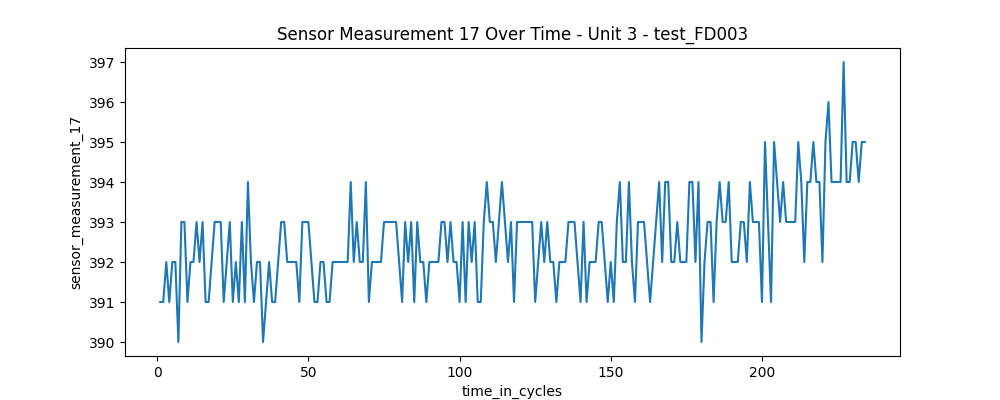 Sensor Measurement 17 Over Time - Unit 3 - test_FD003
sensor_measurement_17
397
396
395
394
393
392
391
390
0 50 100 150 200
time_in_cycles